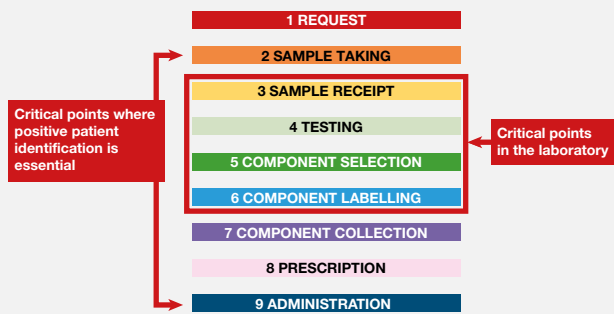 1 REQUEST
2 SAMPLE TAKING
3 SAMPLE RECEIPT
4 TESTING
5 COMPONENT SELECTION
6 COMPONENT LABELLING
7 COMPONENT COLLECTION
8 PRESCRIPTION
9 ADMINISTRATION
Critical points where
positive patient
identification is
essential
Critical points
in the laboratory